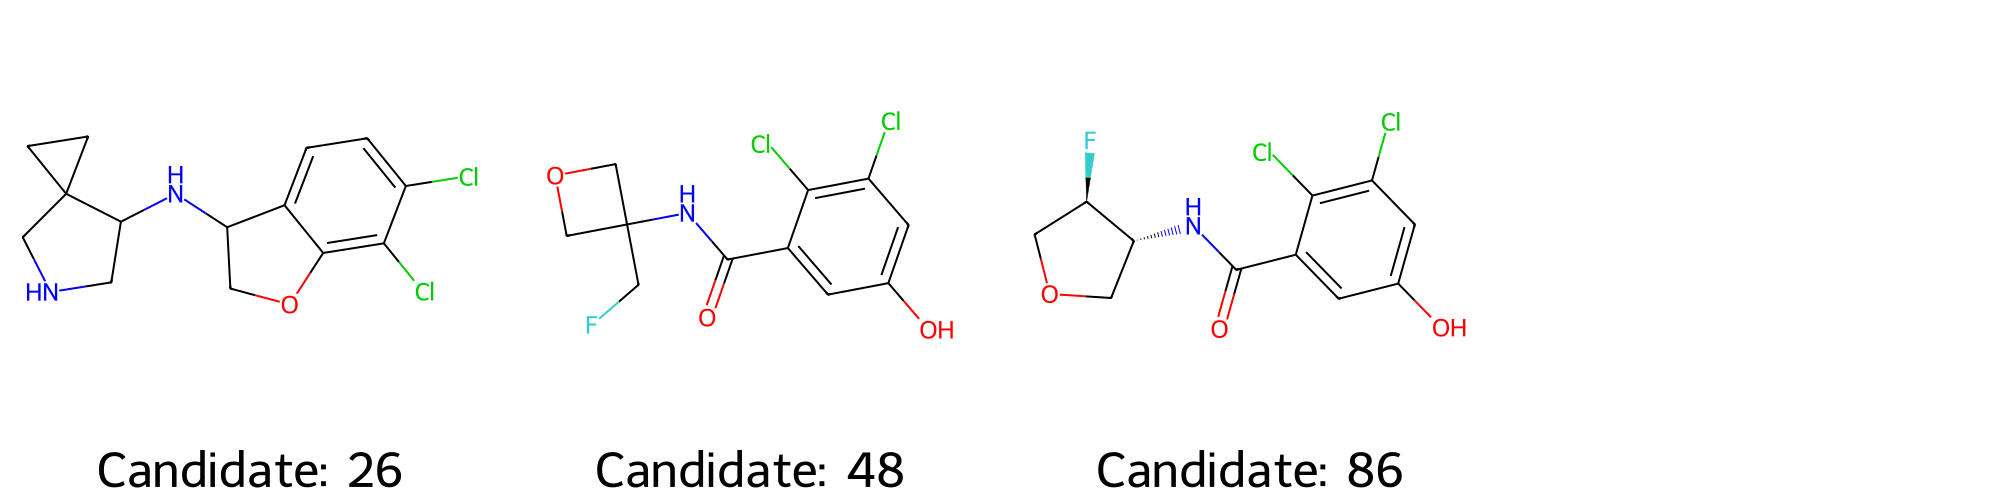 H
N
HN
O
Cl
Cl
Candidate: 26
O
F
H
N
O
Cl
Cl
OH
Candidate: 48
F
O
H
N
O
Cl
Cl
OH
Candidate: 86